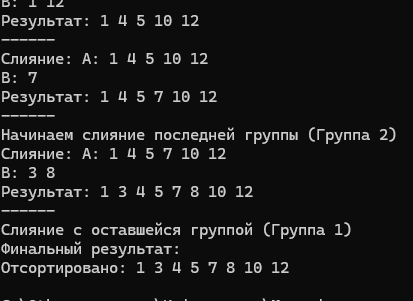 В: 1 12
Результат: 1 4 5 10 12
------
Слияние: А: 1 4 5 10 12
В: 7
Результат: 1 4 5 7 10 12
------
Начинаем слияние последней группы (Группа 2)
Слияние: А: 1 4 5 7 10 12
В: 3 8
Результат: 1 3 4 5 7 8 10 12
------
Слияние с оставшейся группой (Группа 1)
Финальный результат:
Отсортировано: 1 3 4 5 7 8 10 12